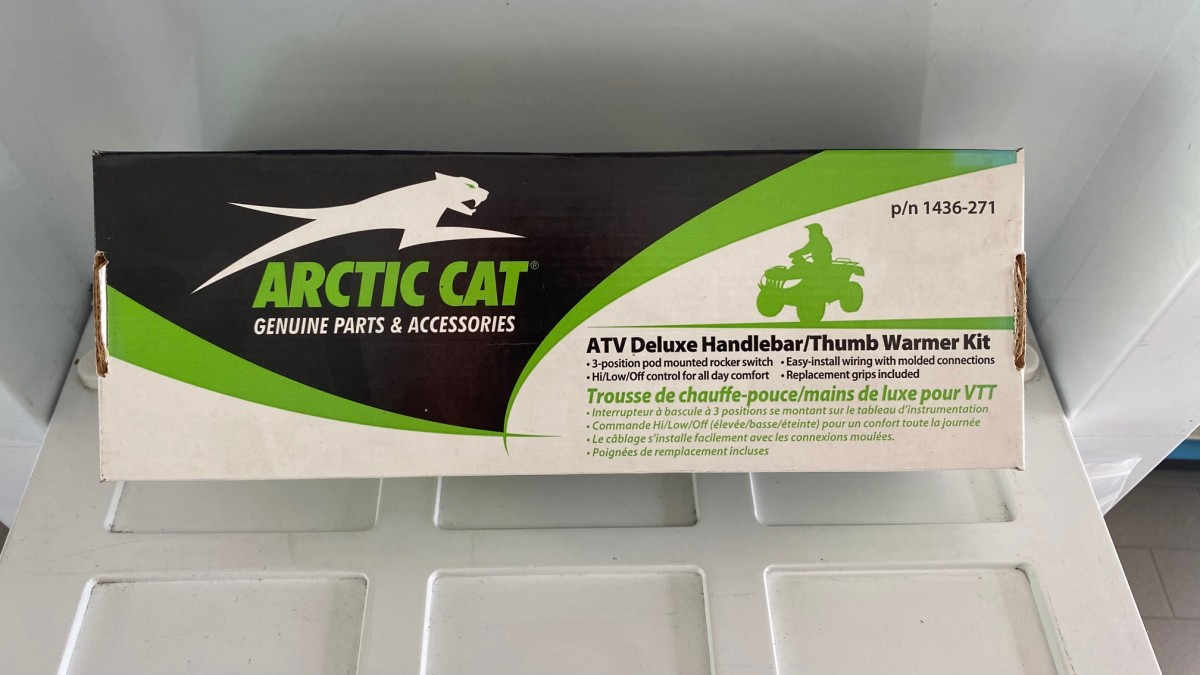 ARCTIC CAT®
GENUINE PARTS & ACCESSORIES
p/n 1436-271
ATV Deluxe Handlebar/Thumb Warmer Kit
• 3-position pod mounted rocker switch • Easy-install wiring with molded connections
• Hi/Low/Off control for all day comfort • Replacement grips included
Trousse de chauffe-pouce/mains de luxe pour VTT
• Interrupteur à bascule à 3 positions se montant sur le tableau d'instrumentation
• Commande Hi/Low/Off (élevée/basse/éteinte) pour un confort toute la journée
• Le câblage s'installe facilement avec les connexions moulées.
• Poignées de remplacement incluses